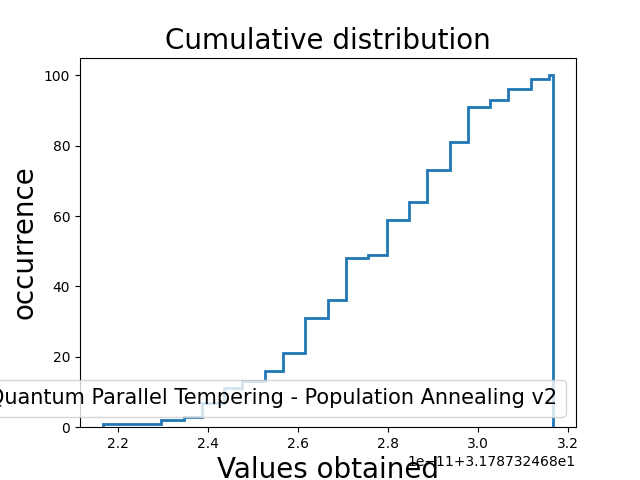 Cumulative distribution
occurrence
100
80
60
40
20
0
Quantum Parallel Tempering - Population Annealing v2
2.2 2.4 2.6 2.8 3.0 3.2
1e−11+3.178732468e1
Values obtained